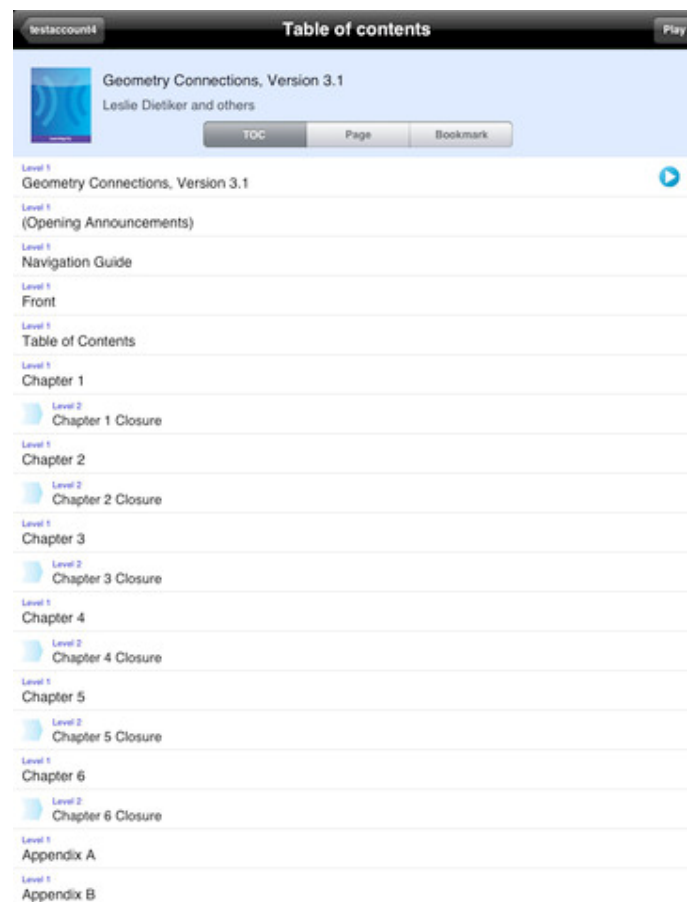 testaccount4
Table of contents
Play
Geometry Connections, Version 3.1
Leslie Dietiker and others
TOC
Page
Bookmark
Level 1
Geometry Connections, Version 3.1
Level 1
(Opening Announcements)
Level 1
Navigation Guide
Level 1
Front
Level 1
Table of Contents
Level 1
Chapter 1
Level 2
Chapter 1 Closure
Level 1
Chapter 2
Level 2
Chapter 2 Closure
Level 1
Chapter 3
Level 2
Chapter 3 Closure
Level 1
Chapter 4
Level 2
Chapter 4 Closure
Level 1
Chapter 5
Level 2
Chapter 5 Closure
Level 1
Chapter 6
Level 2
Chapter 6 Closure
Level 1
Appendix A
Level 1
Appendix B